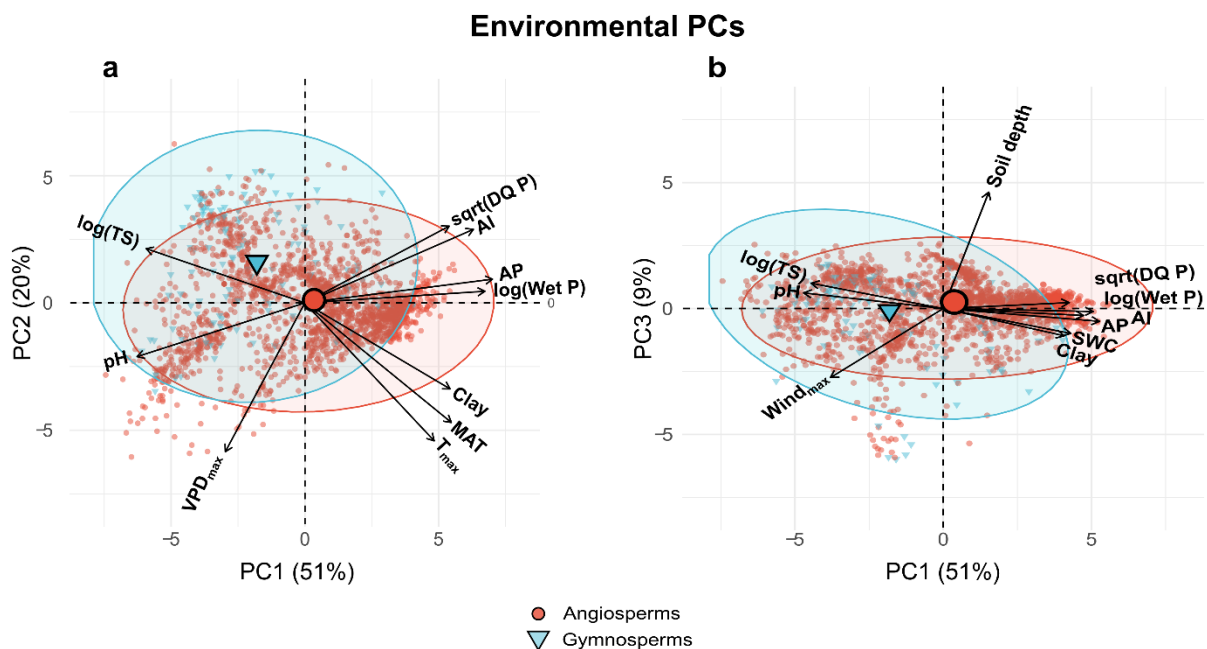 Environmental PCs
a
b
PC2 (20%)
5
0
−5
log(TS)
pH
VPDmax
sqrt(DQ P)
AI
AP
log(Wet P)
0
Clay
MAT
Tmax
−5
0
5
PC1 (51%)
PC3 (9%)
5
0
−5
Soil depth
log(TS)
pH
Windmax
sqrt(DQ P)
log(Wet P)
AP AI
SWC
Clay
−5
0
5
PC1 (51%)
Angiosperms
Gymnosperms